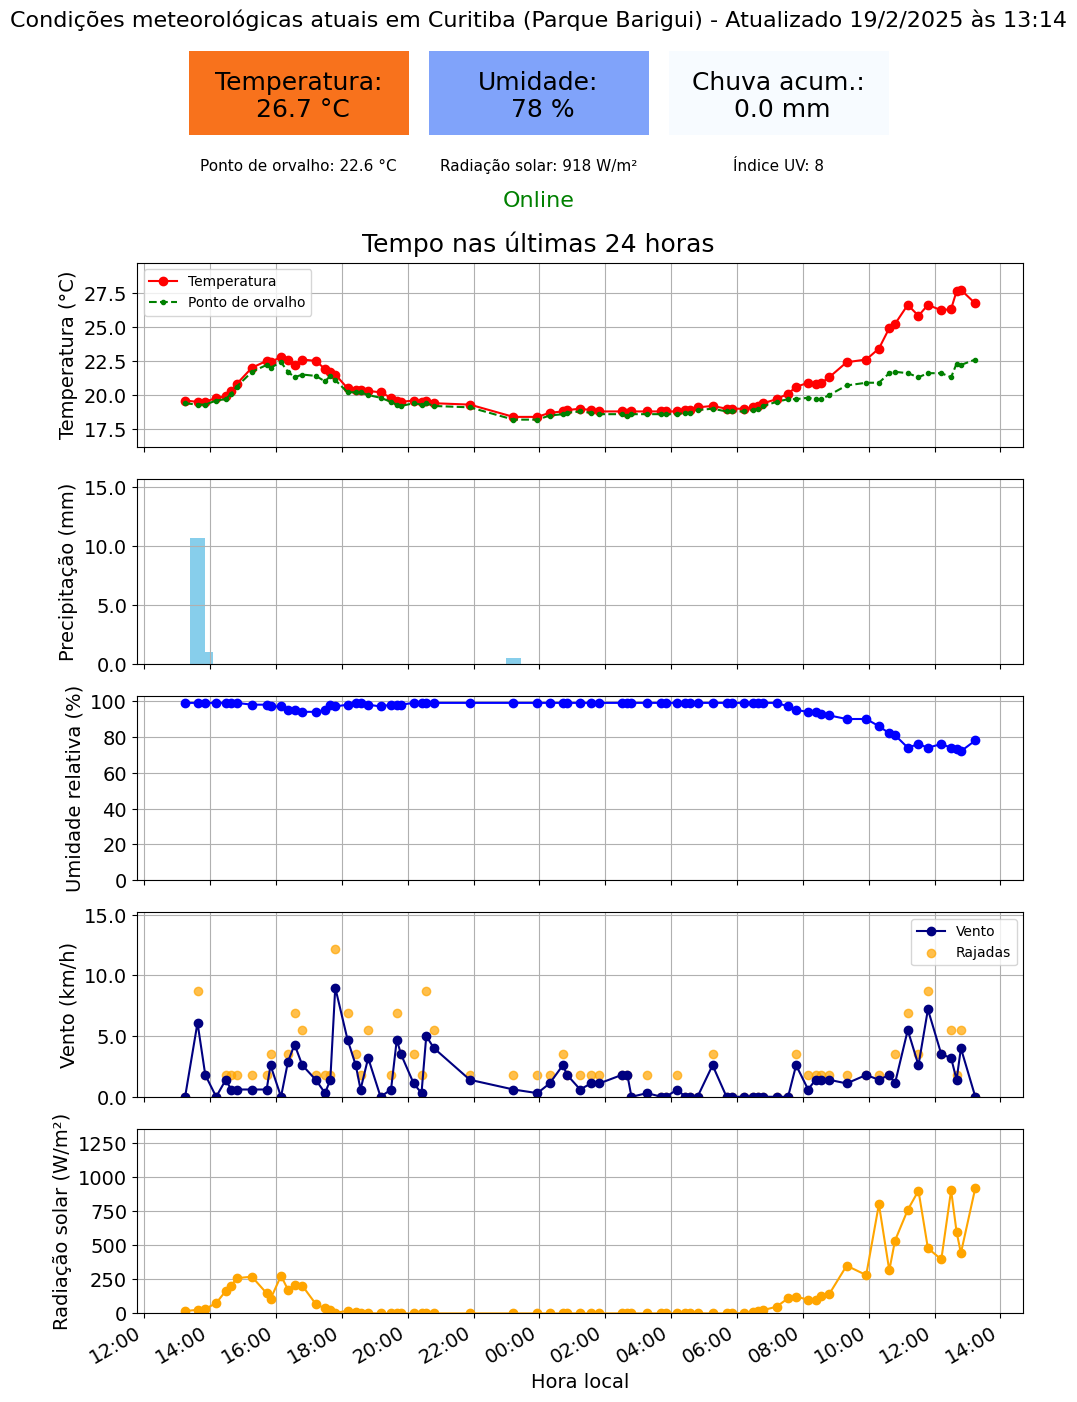 Condições meteorológicas atuais em Curitiba (Parque Barigui) - Atualizado 19/2/2025 às 13:14
Temperatura:
26.7 °C
Umidade:
78 %
Chuva acum.:
0.0 mm
Ponto de orvalho: 22.6 °C
Radiação solar: 918 W/m²
Índice UV: 8
Online
Tempo nas últimas 24 horas
Temperatura (°C)
27.5
25.0
22.5
20.0
17.5
Temperatura
Ponto de orvalho
Precipitação (mm)
15.0
10.0
5.0
0.0
Umidade relativa (%)
100
80
60
40
20
0
Vento (km/h)
15.0
10.0
5.0
0.0
Vento
Rajadas
Radiação solar (W/m²)
1250
1000
750
500
250
0
12:00
14:00
16:00
18:00
20:00
22:00
00:00
02:00
04:00
06:00
08:00
10:00
12:00
14:00
Hora local